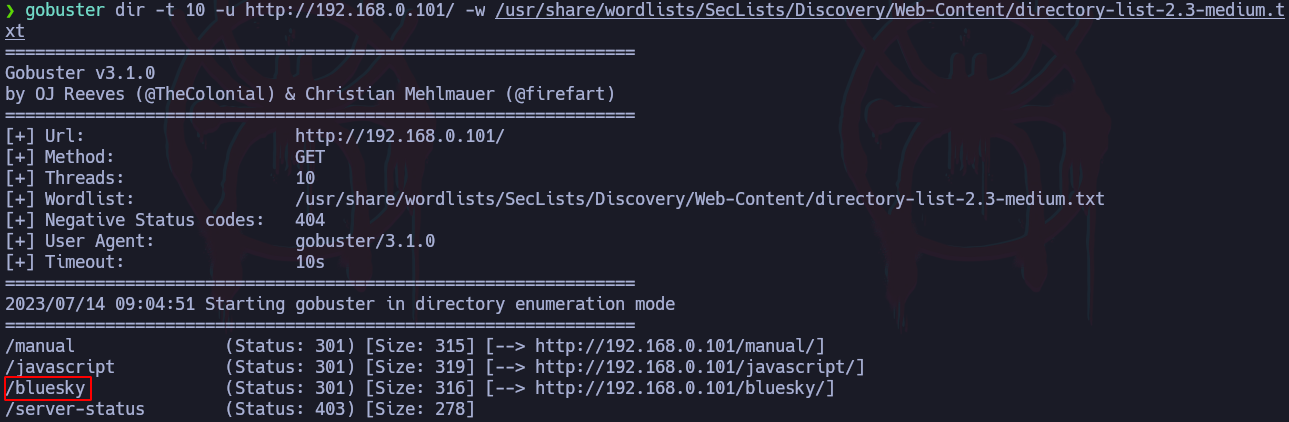 ❯ gobuster dir -t 10 -u http://192.168.0.101/ -w /usr/share/wordlists/SecLists/Discovery/Web-Content/directory-list-2.3-medium.t
xt
===============================================================
Gobuster v3.1.0
by OJ Reeves (@TheColonial) & Christian Mehlmauer (@firefart)
===============================================================
[+] Url:                     http://192.168.0.101/
[+] Method:                  GET
[+] Threads:                 10
[+] Wordlist:                /usr/share/wordlists/SecLists/Discovery/Web-Content/directory-list-2.3-medium.txt
[+] Negative Status codes:   404
[+] User Agent:              gobuster/3.1.0
[+] Timeout:                 10s
===============================================================
2023/07/14 09:04:51 Starting gobuster in directory enumeration mode
===============================================================
/manual               (Status: 301) [Size: 315] [--> http://192.168.0.101/manual/]
/javascript           (Status: 301) [Size: 319] [--> http://192.168.0.101/javascript/]
/bluesky              (Status: 301) [Size: 316] [--> http://192.168.0.101/bluesky/]
/server-status        (Status: 403) [Size: 278]